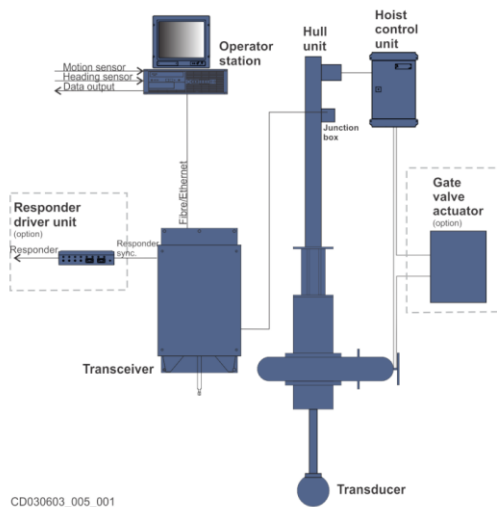 Operator
station
Hull
unit
Hoist
control
unit
Motion sensor
Heading sensor
Data output
Junction
box
Fibre/Ethernet
Gate
valve
actuator
(option)
Responder
driver unit
(option)
Responder
Responder
sync.
Transceiver
Transducer
CD030603_005_001